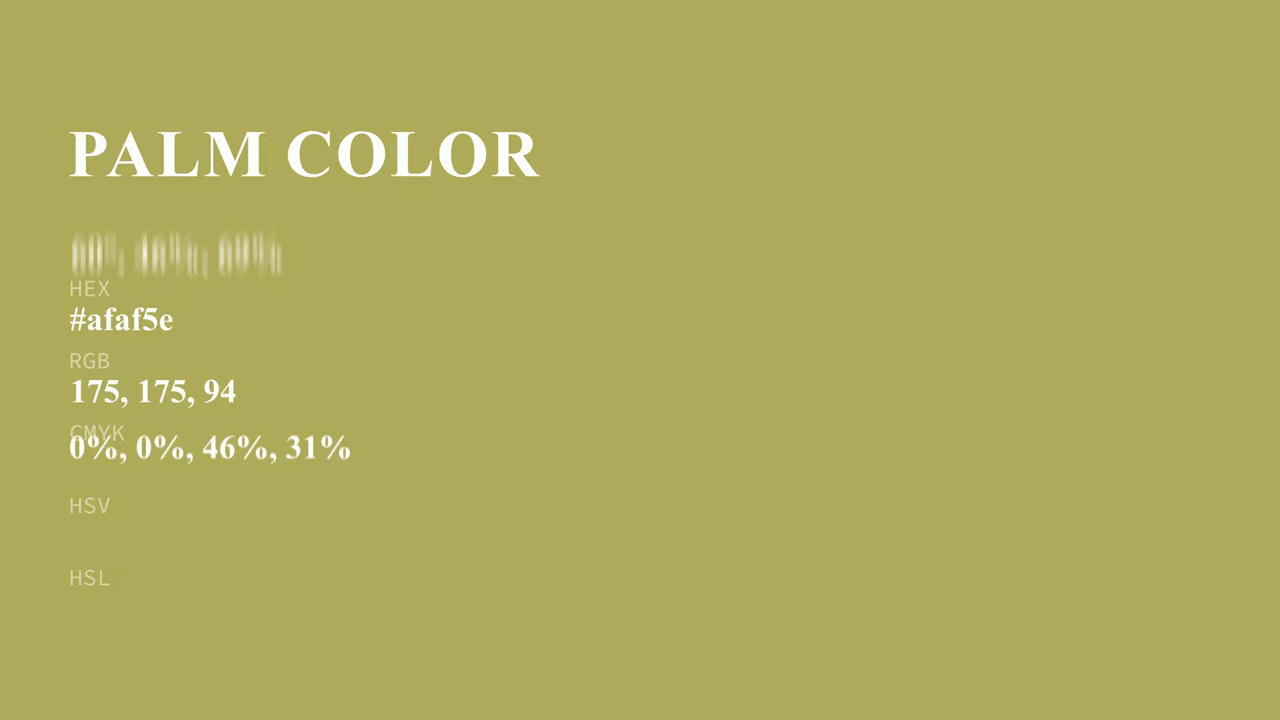 PALM COLOR
HEX
#afaf5e
RGB
175, 175, 94
CMYK
0%, 0%, 46%, 31%
HSV
HSL